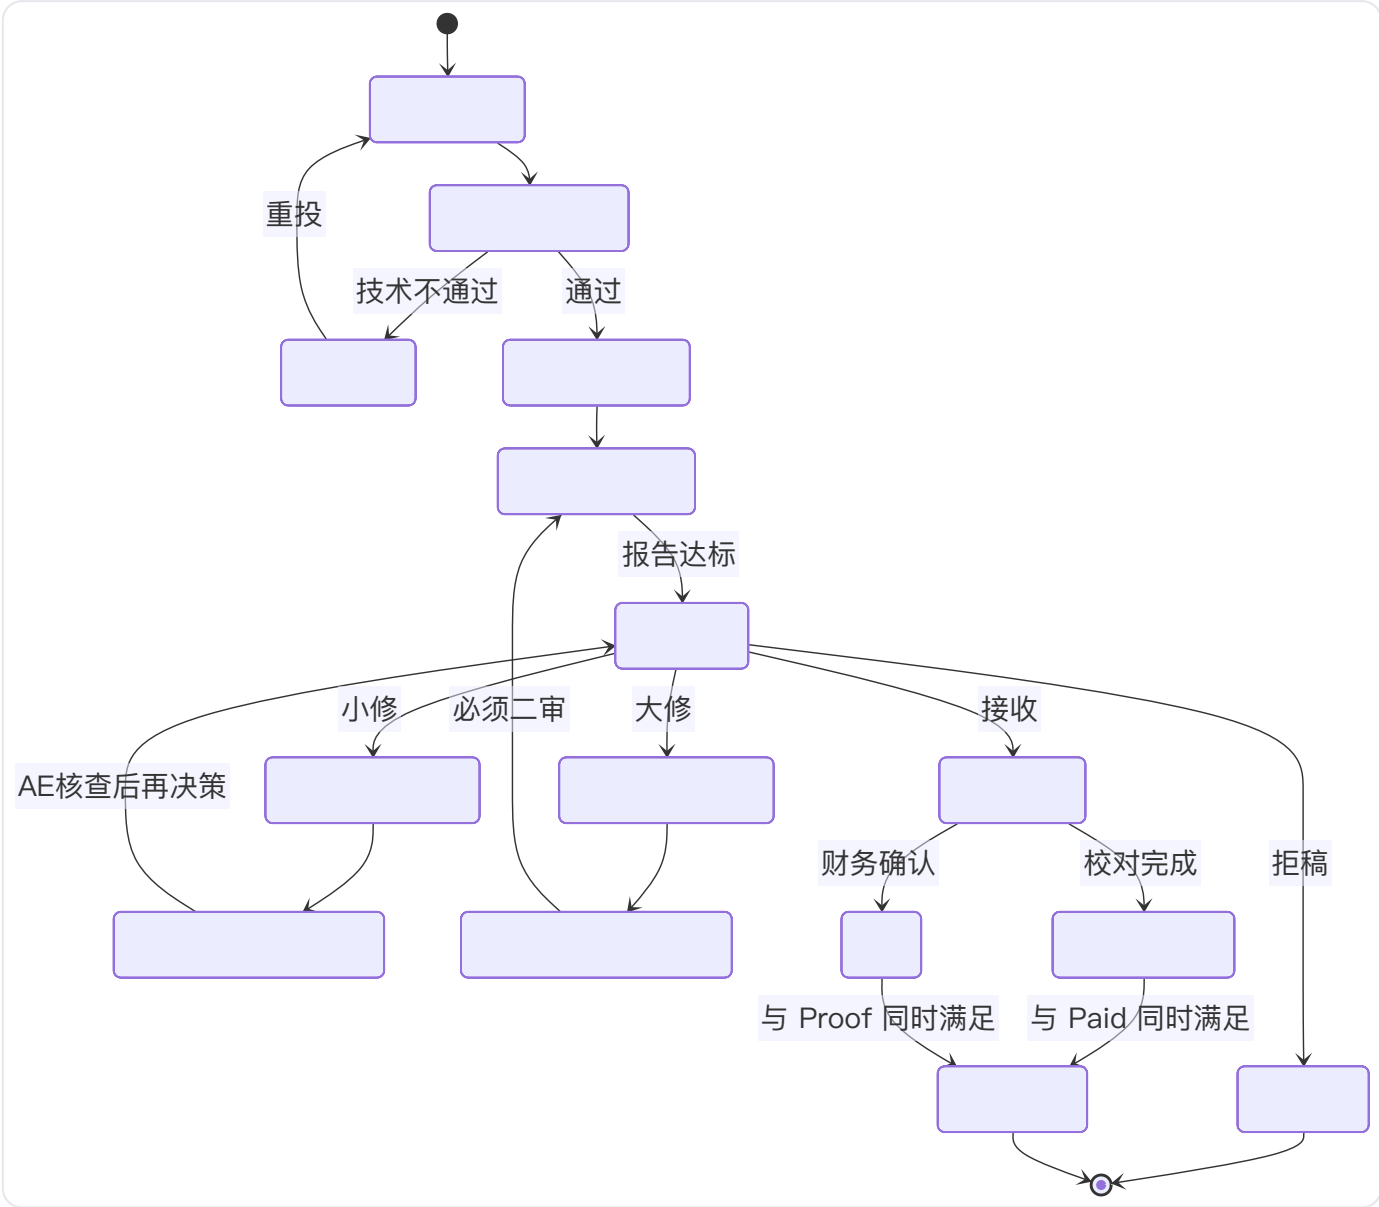 重投
技术不通过
通过
报告达标
小修
必须二审
大修
接收
AE核查后再决策
财务确认
校对完成
拒稿
与 Proof 同时满足
与 Paid 同时满足